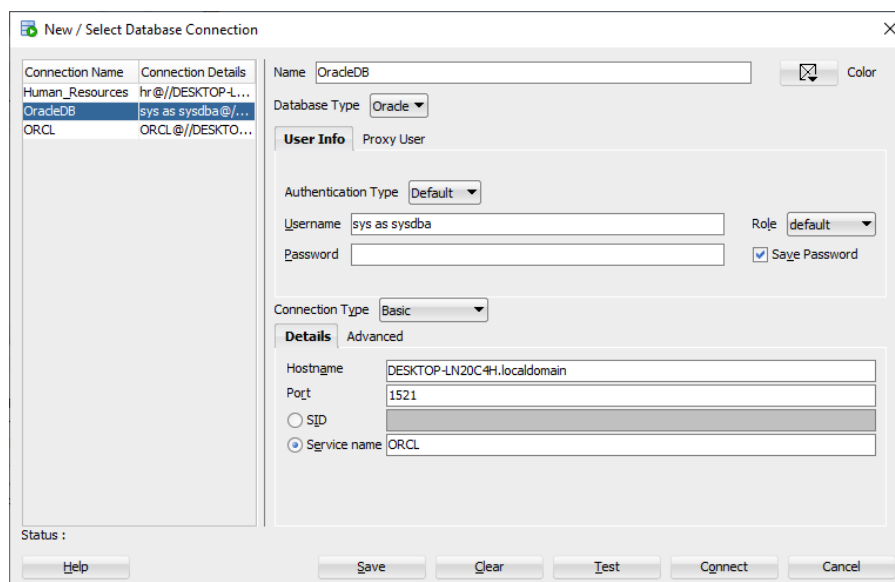 New / Select Database Connection
Connection Name Connection Details
Human_Resources hr@//DESKTOP-L...
OracleDB sys as sysdba@/...
ORCL ORCL@//DESKTO...
Name OracleDB Color
Database Type Oracle
User Info Proxy User
Authentication Type Default
Username sys as sysdba Role default
Password Save Password
Connection Type Basic
Details Advanced
Hostname DESKTOP-LN20C4H.localdomain
Port 1521
SID
Service name ORCL
Status :
Help Save Clear Test Connect Cancel